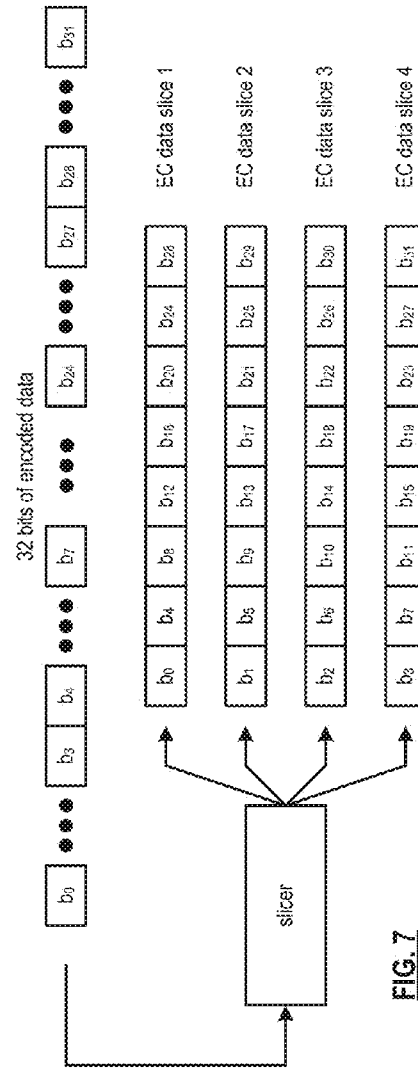 32 bits of encoded data
b0 ●●● b3 b4 ●●● b7 ●●● b24 ●●● b27 b28 ●●● b31
slicer
b0 b4 b8 b12 b16 b20 b24 b28 EC data slice 1
b1 b5 b9 b13 b17 b21 b25 b29 EC data slice 2
b2 b6 b10 b14 b18 b22 b26 b30 EC data slice 3
b3 b7 b11 b15 b19 b23 b27 b31 EC data slice 4
FIG. 7